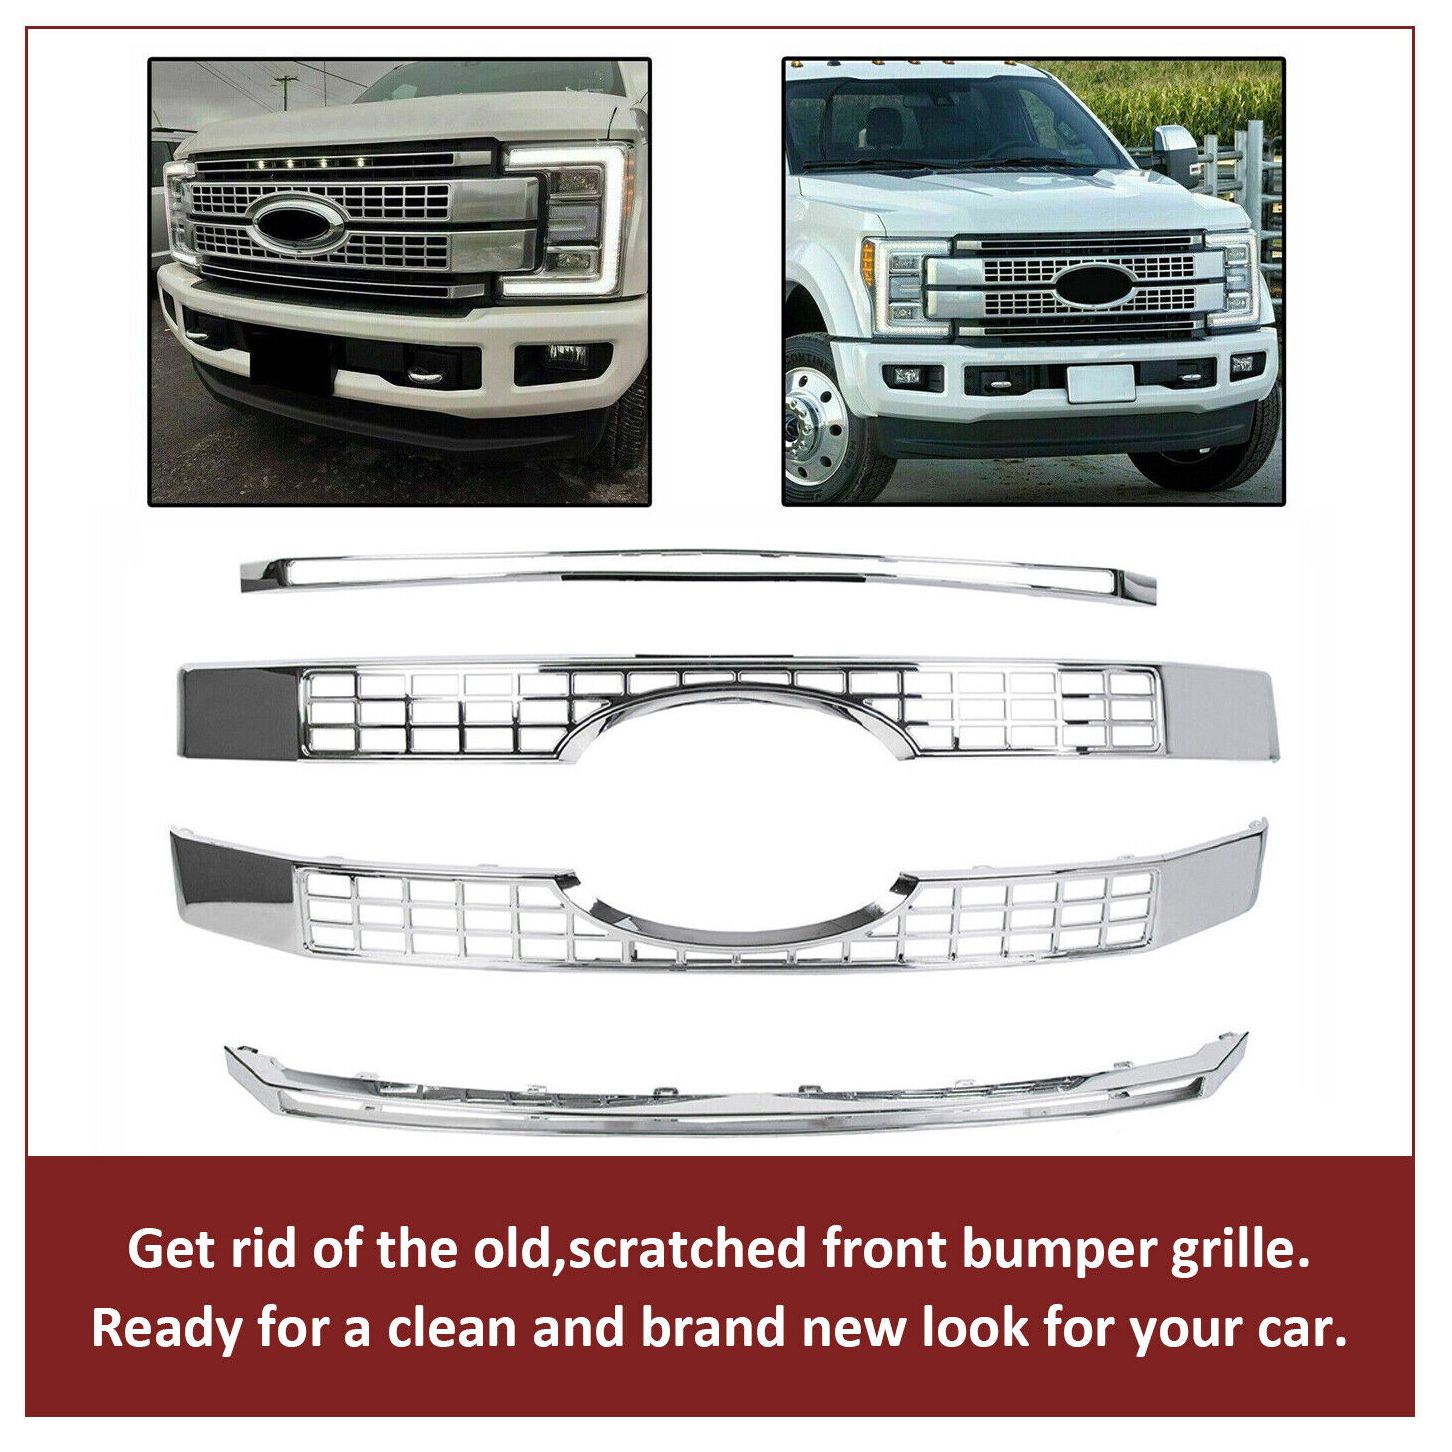 Get rid of the old,scratched front bumper grille.
Ready for a clean and brand new look for your car.